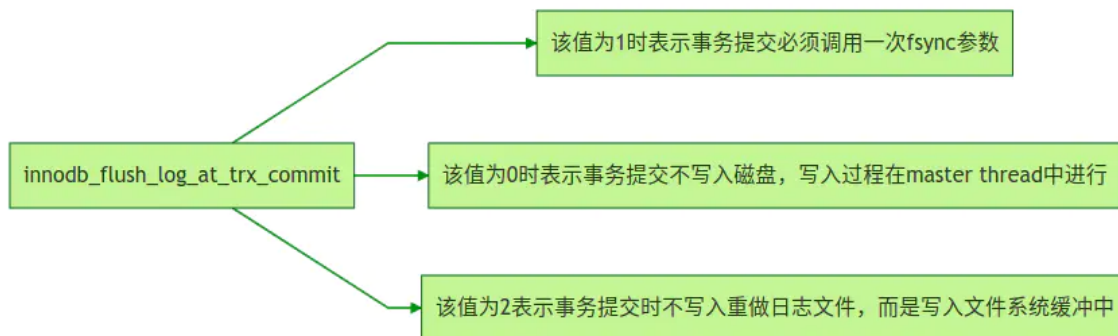 该值为1时表示事务提交必须调用一次fsync参数
innodb_flush_log_at_trx_commit
该值为0时表示事务提交不写入磁盘，写入过程在master thread中进行
该值为2表示事务提交时不写入重做日志文件，而是写入文件系统缓冲中